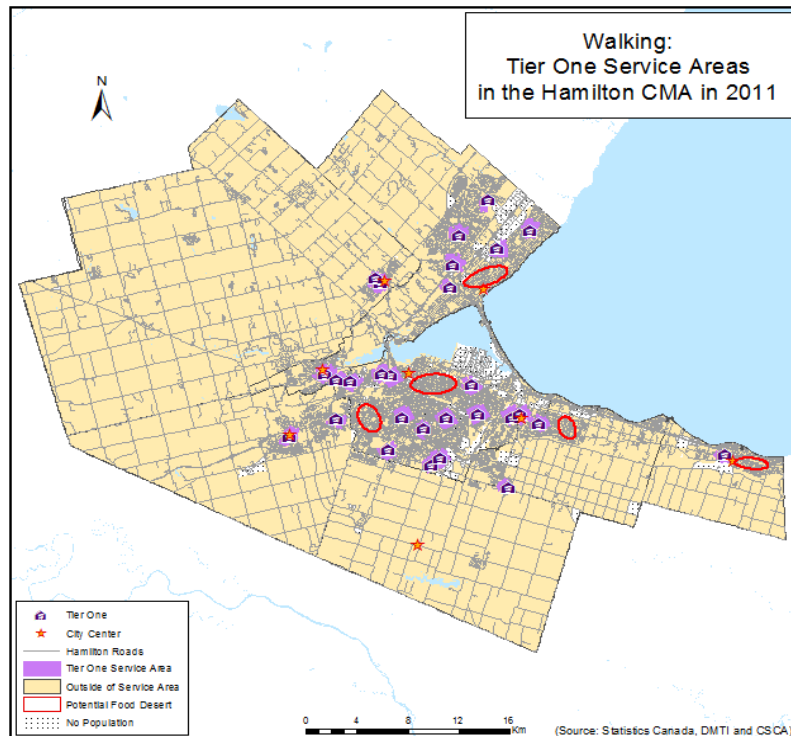 Walking:
Tier One Service Areas
in the Hamilton CMA in 2011
N
Tier One
City Center
Hamilton Roads
Tier One Service Area
Outside of Service Area
Potential Food Desert
No Population
0 2 4 8 12 16
Km
(Source: Statistics Canada, DMTI and CSCA)